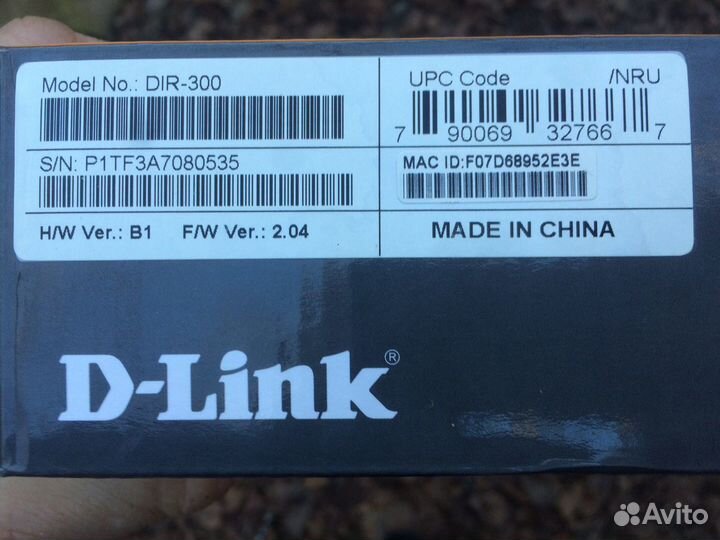 Model No.: DIR-300
S/N: P1TF3A7080535
H/W Ver.: B1 F/W Ver.: 2.04
UPC Code /NRU
7 90069 32766 7
MAC ID:F07D68952E3E
MADE IN CHINA
D-Link®
Avito